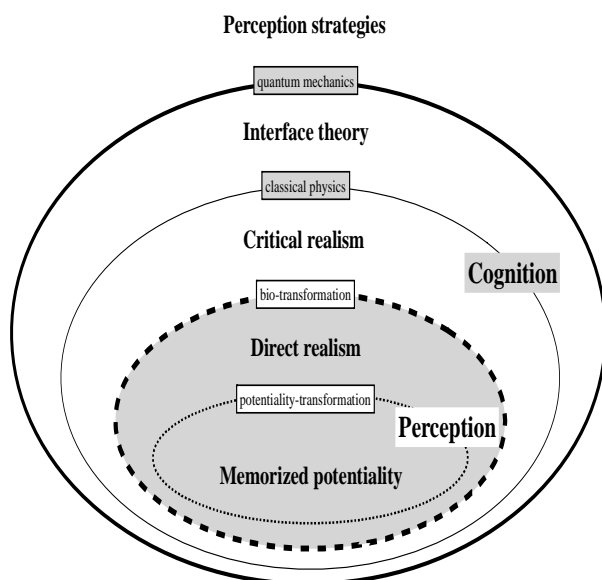 Perception strategies
quantum mechanics
Interface theory
classical physics
Critical realism
Cognition
bio-transformation
Direct realism
potentiality-transformation
Perception
Memorized potentiality